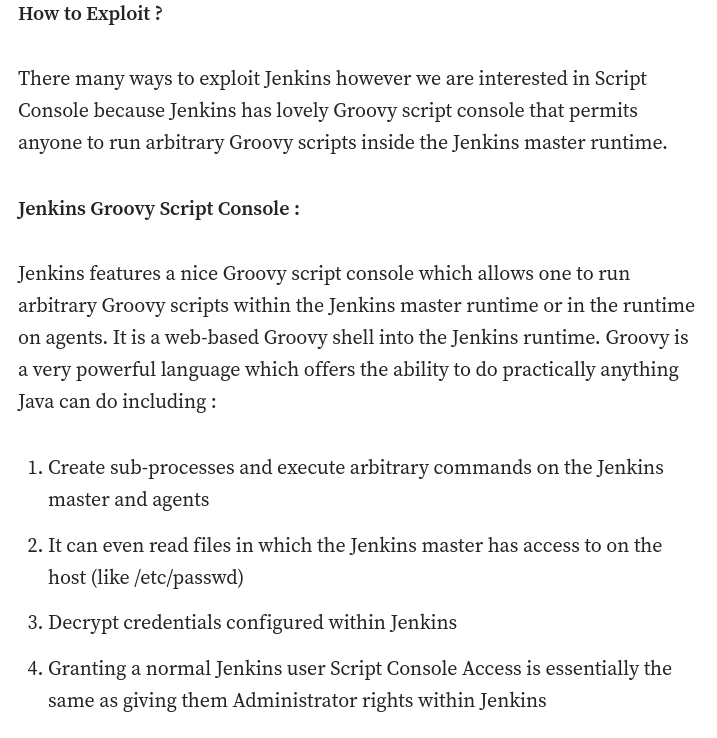 How to Exploit ?
There many ways to exploit Jenkins however we are interested in Script
Console because Jenkins has lovely Groovy script console that permits
anyone to run arbitrary Groovy scripts inside the Jenkins master runtime.
Jenkins Groovy Script Console :
Jenkins features a nice Groovy script console which allows one to run
arbitrary Groovy scripts within the Jenkins master runtime or in the runtime
on agents. It is a web-based Groovy shell into the Jenkins runtime. Groovy is
a very powerful language which offers the ability to do practically anything
Java can do including :
1. Create sub-processes and execute arbitrary commands on the Jenkins
master and agents
2. It can even read files in which the Jenkins master has access to on the
host (like /etc/passwd)
3. Decrypt credentials configured within Jenkins
4. Granting a normal Jenkins user Script Console Access is essentially the
same as giving them Administrator rights within Jenkins